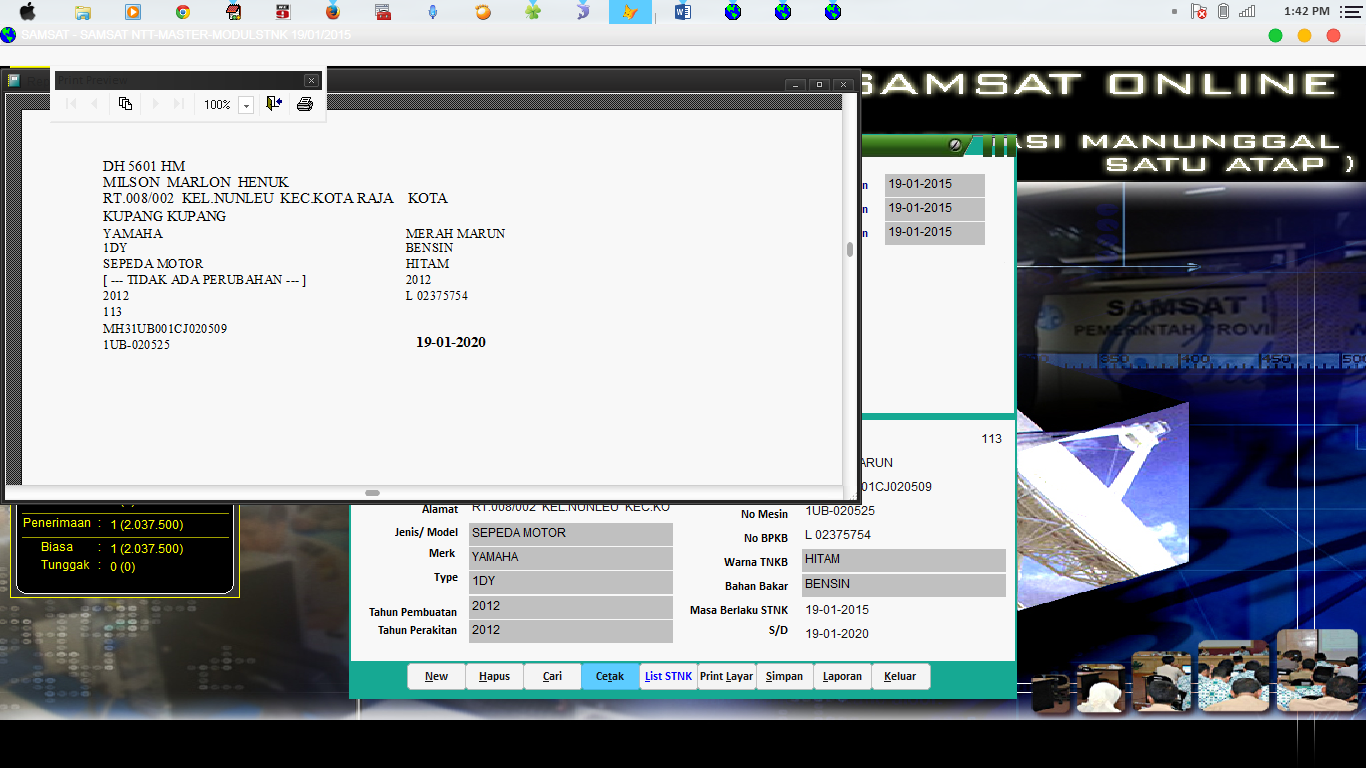 1:42 PM
SAMSAT - SAMSAT NTT-MASTER-MODULSTNK 19/01/2015
Print Preview
100%
SAMSAT ONLINE
ASI MANUNGGAL
SATU ATAP )
DH 5601 HM
MILSON MARLON HENUK
RT.008/002 KEL.NUNLEU KEC.KOTA RAJA KOTA
KUPANG KUPANG
YAMAHA MERAH MARUN
1DY BENSIN
SEPEDA MOTOR HITAM
[ --- TIDAK ADA PERUBAHAN --- ] 2012
2012 L 02375754
113
MH31UB001CJ020509
1UB-020525 19-01-2020
n 19-01-2015
n 19-01-2015
n 19-01-2015
SAMSAT
PEMERINTAH PROVI
350 400 450 500
113
ARUN
01CJ020509
Penerimaan : 1 (2.037.500)
Biasa : 1 (2.037.500)
Tunggak : 0 (0)
Alamat RT.008/002 KEL.NUNLEU KEC.KO No Mesin 1UB-020525
Jenis/ Model SEPEDA MOTOR No BPKB L 02375754
Merk YAMAHA Warna TNKB HITAM
Type 1DY Bahan Bakar BENSIN
Tahun Pembuatan 2012 Masa Berlaku STNK 19-01-2015
Tahun Perakitan 2012 S/D 19-01-2020
New Hapus Cari Cetak List STNK Print Layar Simpan Laporan Keluar